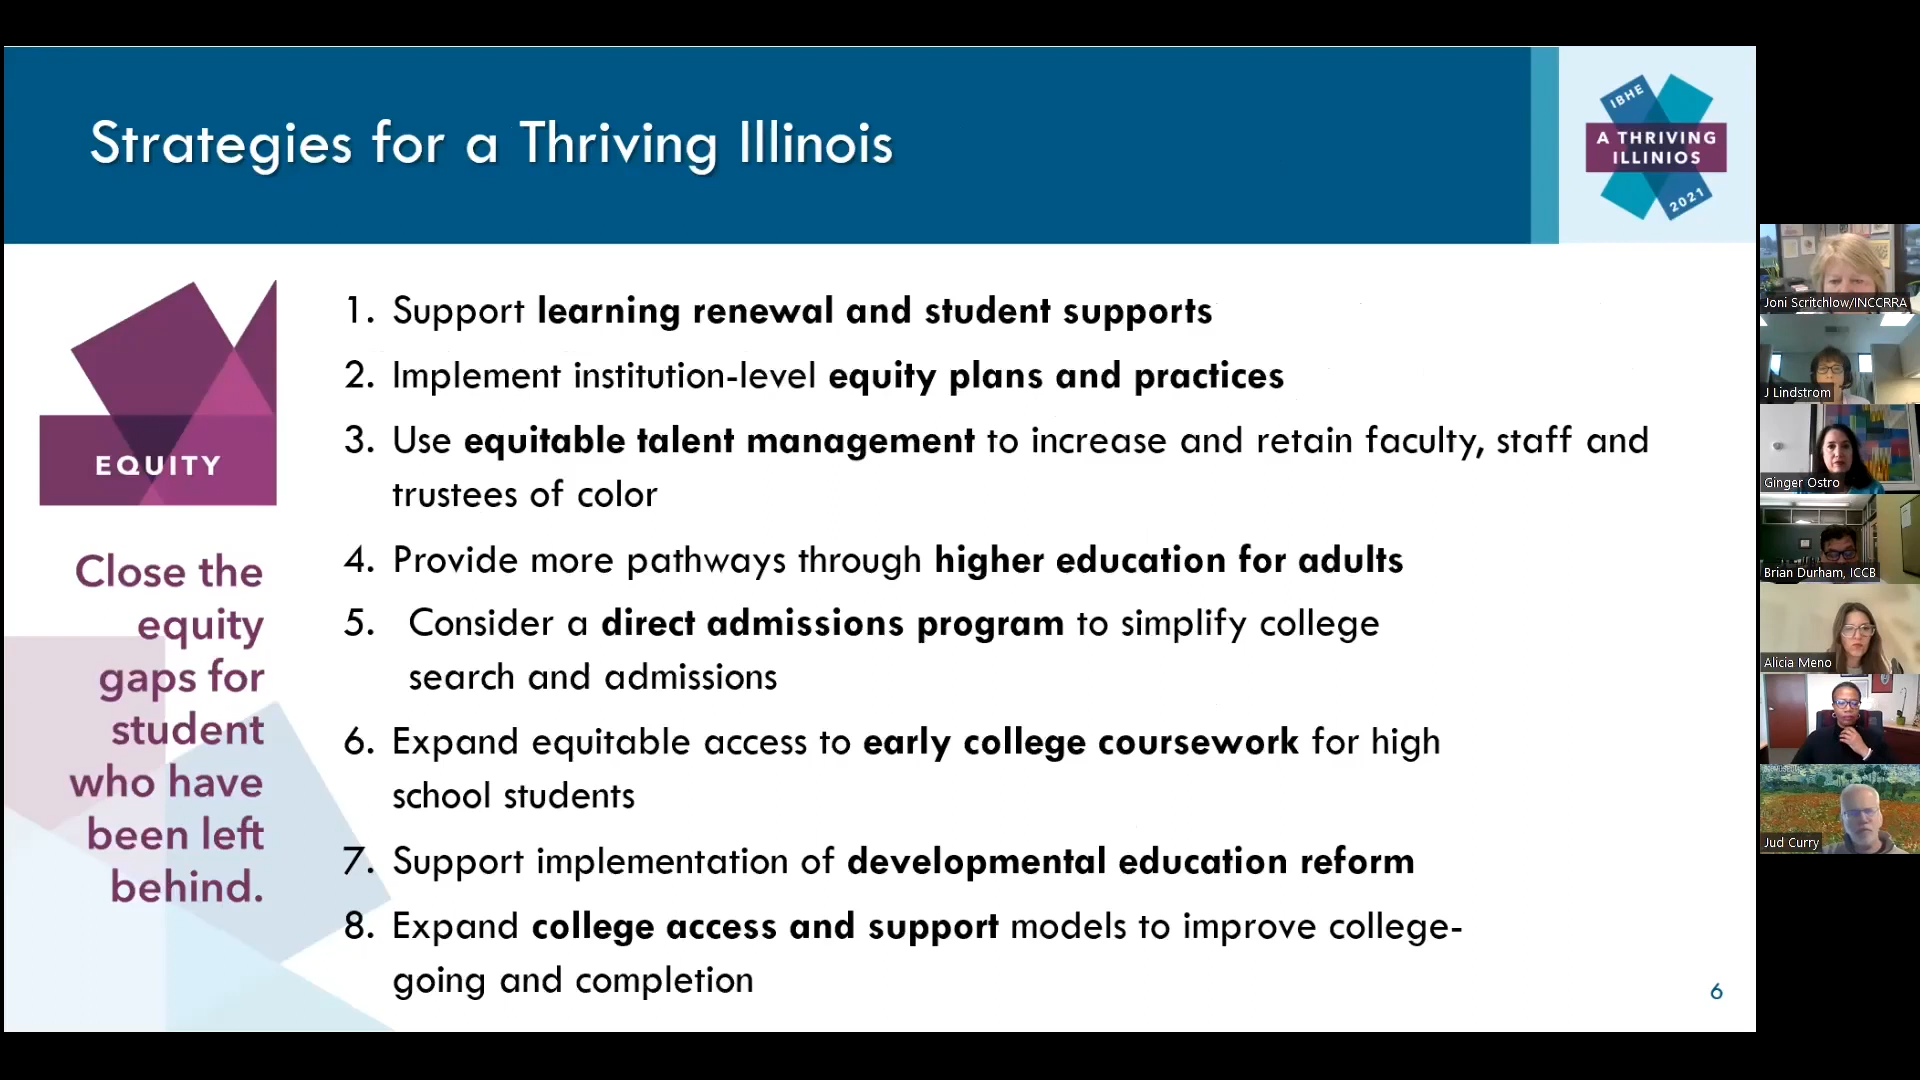 Strategies for a Thriving Illinois
IBHE
A THRIVING
ILLINIOS
2021
EQUITY
Close the
equity
gaps for
student
who have
been left
behind.
1. Support learning renewal and student supports
2. Implement institution-level equity plans and practices
3. Use equitable talent management to increase and retain faculty, staff and
trustees of color
4. Provide more pathways through higher education for adults
5. Consider a direct admissions program to simplify college
search and admissions
6. Expand equitable access to early college coursework for high
school students
7. Support implementation of developmental education reform
8. Expand college access and support models to improve college-
going and completion
6
Joni Scritchlow/INCCRRA
J Lindstrom
Ginger Ostro
Brian Durham, ICCB
Alicia Meno
Jud Curry